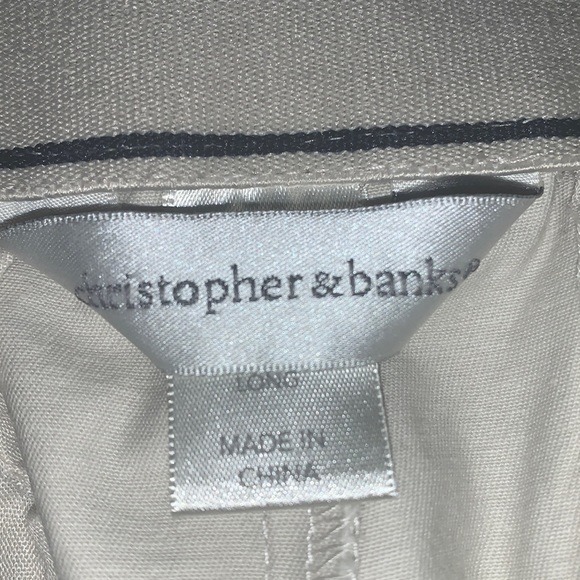 christopher & banks®
LONG
MADE IN
CHINA